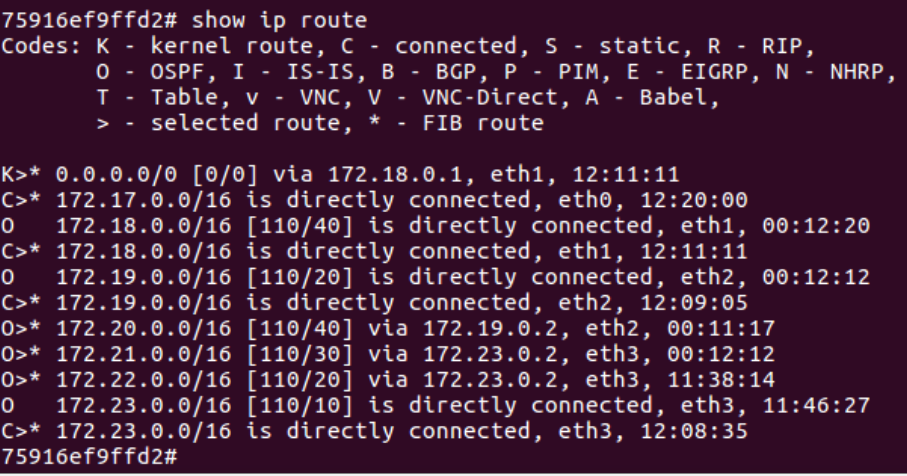 75916ef9ffd2# show ip route
Codes: K - kernel route, C - connected, S - static, R - RIP,
       O - OSPF, I - IS-IS, B - BGP, P - PIM, E - EIGRP, N - NHRP,
       T - Table, v - VNC, V - VNC-Direct, A - Babel,
       > - selected route, * - FIB route

K>* 0.0.0.0/0 [0/0] via 172.18.0.1, eth1, 12:11:11
C>* 172.17.0.0/16 is directly connected, eth0, 12:20:00
O   172.18.0.0/16 [110/40] is directly connected, eth1, 00:12:20
C>* 172.18.0.0/16 is directly connected, eth1, 12:11:11
O   172.19.0.0/16 [110/20] is directly connected, eth2, 00:12:12
C>* 172.19.0.0/16 is directly connected, eth2, 12:09:05
O>* 172.20.0.0/16 [110/40] via 172.19.0.2, eth2, 00:11:17
O>* 172.21.0.0/16 [110/30] via 172.23.0.2, eth3, 00:12:12
O>* 172.22.0.0/16 [110/20] via 172.23.0.2, eth3, 11:38:14
O   172.23.0.0/16 [110/10] is directly connected, eth3, 11:46:27
C>* 172.23.0.0/16 is directly connected, eth3, 12:08:35
75916ef9ffd2#